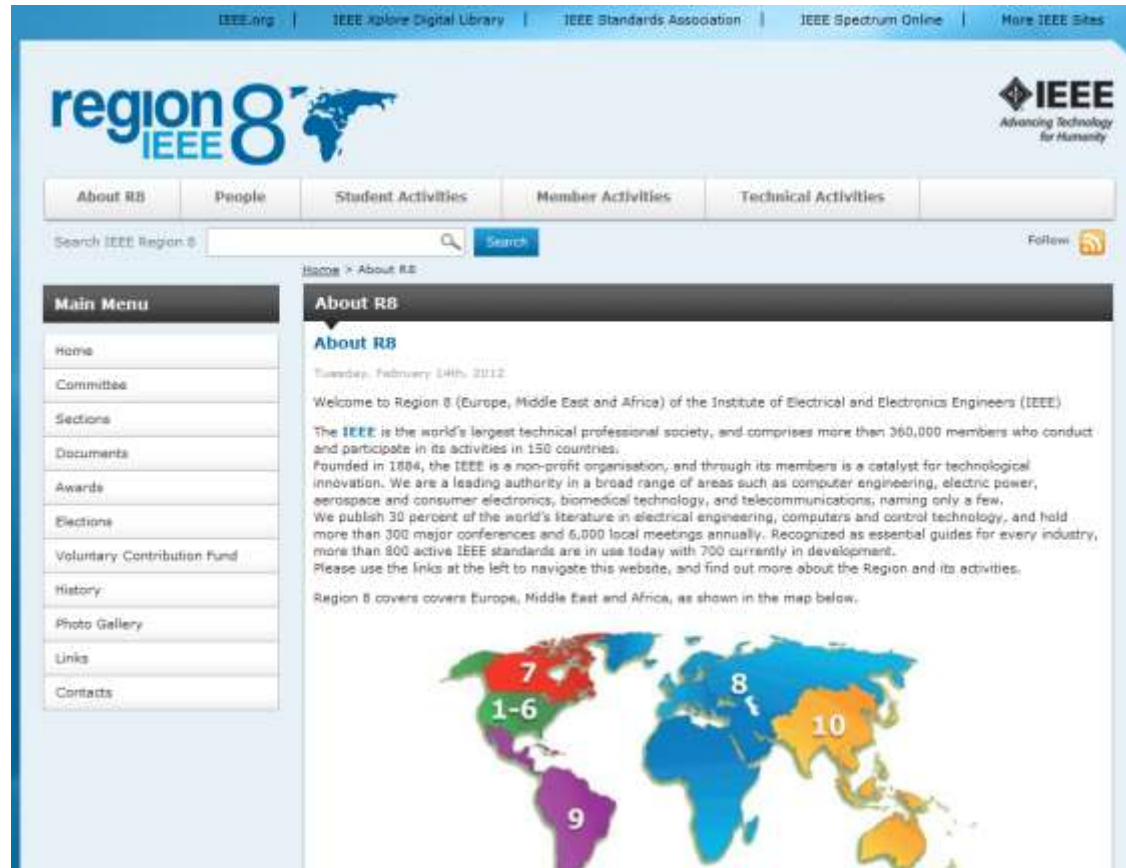 IEEE.org | IEEE Xplore Digital Library | IEEE Standards Association | IEEE Spectrum Online | More IEEE Sites
region 8
IEEE
IEEE
Advancing Technology
for Humanity
About R8 People Student Activities Member Activities Technical Activities
Search IEEE Region 8 Search Follow
Home > About R8
Main Menu
Home
Committee
Sections
Documents
Awards
Elections
Voluntary Contribution Fund
History
Photo Gallery
Links
Contacts
About R8
About R8
Tuesday, February 14th, 2012
Welcome to Region 8 (Europe, Middle East and Africa) of the Institute of Electrical and Electronics Engineers (IEEE)
The IEEE is the world's largest technical professional society, and comprises more than 360,000 members who conduct
and participate in its activities in 150 countries.
Founded in 1884, the IEEE is a non-profit organisation, and through its members is a catalyst for technological
innovation. We are a leading authority in a broad range of areas such as computer engineering, electric power,
aerospace and consumer electronics, biomedical technology, and telecommunications, naming only a few.
We publish 30 percent of the world's literature in electrical engineering, computers and control technology, and hold
more than 300 major conferences and 6,000 local meetings annually. Recognized as essential guides for every industry,
more than 800 active IEEE standards are in use today with 700 currently in development.
Please use the links at the left to navigate this website, and find out more about the Region and its activities.
Region 8 covers covers Europe, Middle East and Africa, as shown in the map below.
7
8
1-6
10
9